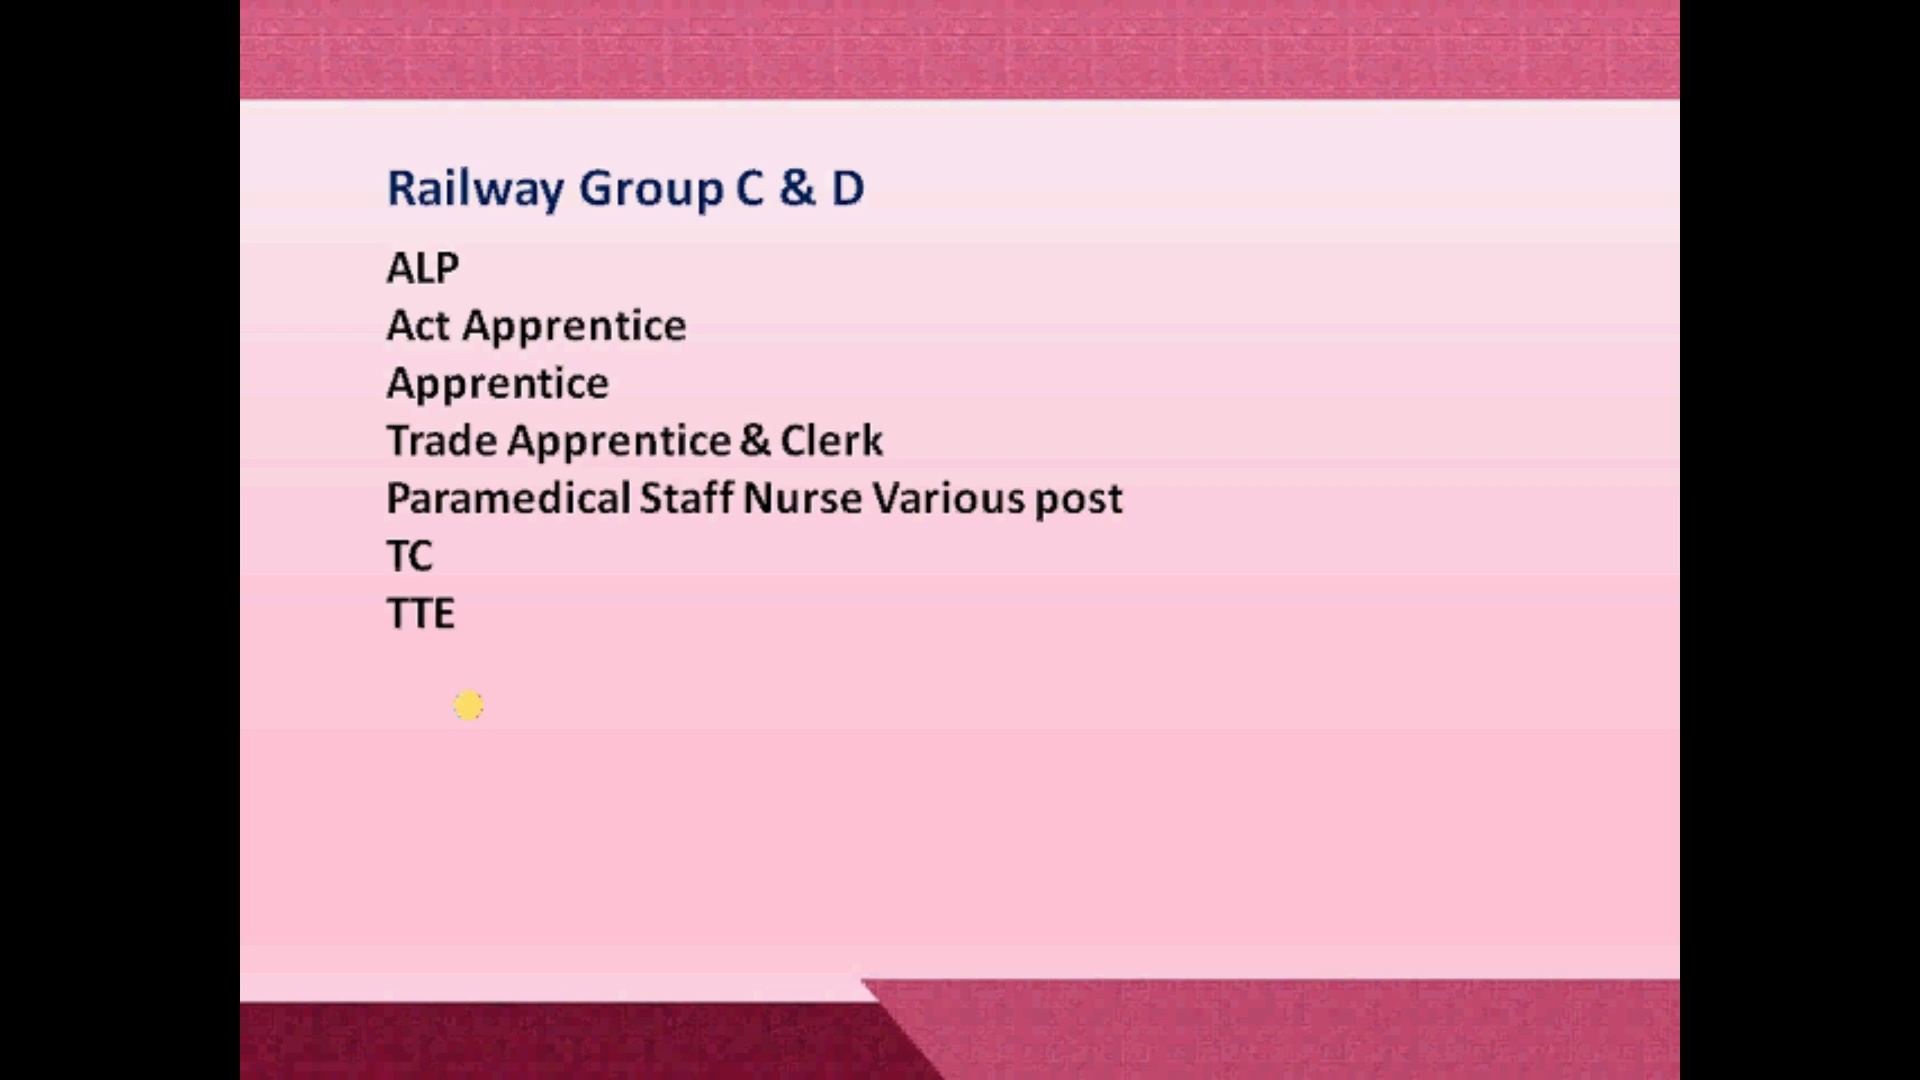 Railway Group C & D
ALP
Act Apprentice
Apprentice
Trade Apprentice & Clerk
Paramedical Staff Nurse Various post
TC
TTE